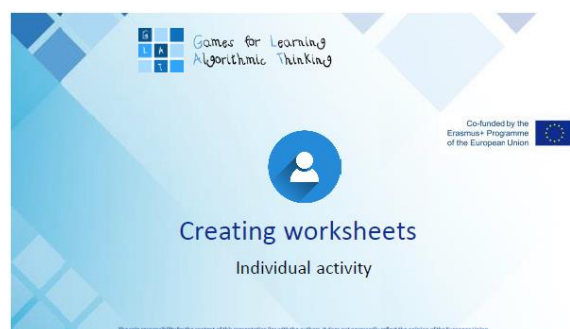 G
L A
T
Games for Learning
Algorithmic Thinking
Co-funded by the
Erasmus+ Programme
of the European Union
Creating worksheets
Individual activity